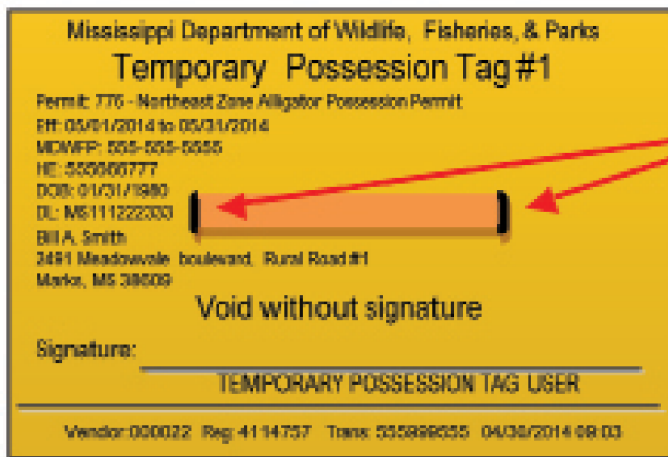 Mississippi Department of Wildlife, Fisheries, & Parks
Temporary Possession Tag #1
Permit: 776 - Northeast Zone Alligator Possession Permit
Eff: 05/01/2014 to 05/31/2014
MDWFP: 555-555-5555
HE: 555666777
DOB: 01/31/1980
DL: MS111222333
Bill A. Smith
2491 Meadowvale boulevard, Rural Road #1
Marks, MS 38609
Void without signature
Signature:
TEMPORARY POSSESSION TAG USER
Vendor:000022 Reg: 4114757 Trans: 555999555 04/30/2014 09:03